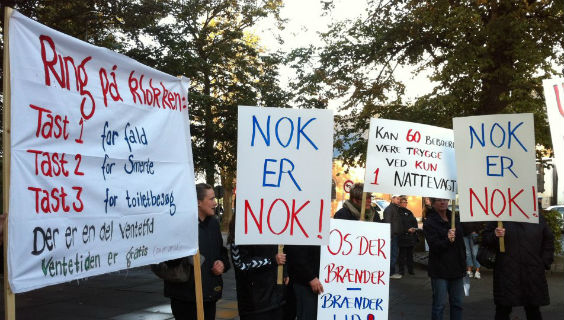 Ring på klokken=
Tast 1 for fald
Tast 2 for Smerte
Tast 3 for toiletbesøg
Der er en del ventetid
Ventetiden er gratis
NOK
ER
NOK!
OS DER
BRÆNDER
-
BRÆNDER
UD!
Kan 60 BEBOERE
VÆRE TRYGGE
VED KUN
1 NATTEVAGT
NOK
ER
NOK!